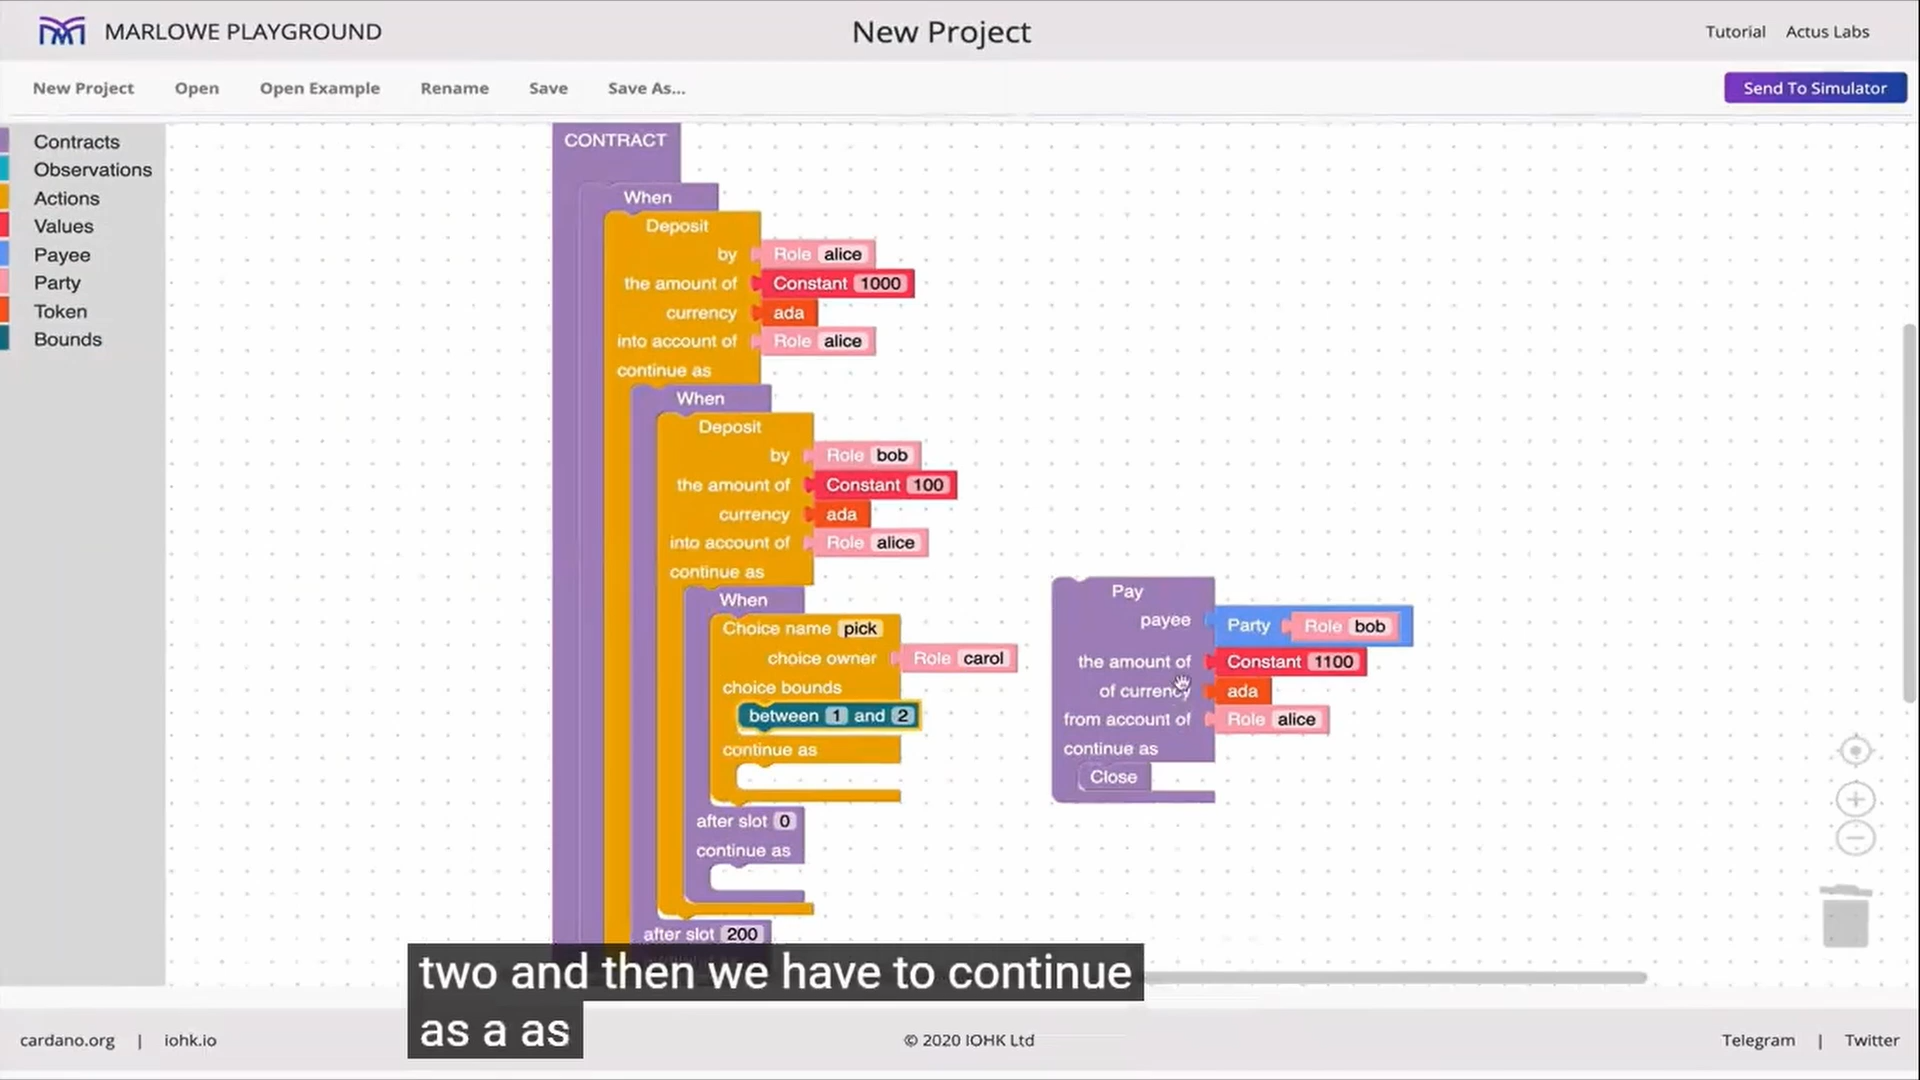 MARLOWE PLAYGROUND
New Project
Tutorial Actus Labs
New Project Open Open Example Rename Save Save As...
Send To Simulator
Contracts
Observations
Actions
Values
Payee
Party
Token
Bounds
CONTRACT
When
Deposit
by Role alice
the amount of Constant 1000
currency ada
into account of Role alice
continue as
When
Deposit
by Role bob
the amount of Constant 100
currency ada
into account of Role alice
continue as
When
Choice name pick
choice owner Role carol
choice bounds
between 1 and 2
continue as
after slot 0
continue as
after slot 200
Pay
payee Party Role bob
the amount of Constant 1100
of currency ada
from account of Role alice
continue as
Close
two and then we have to continue
as a as
cardano.org | iohk.io
© 2020 IOHK Ltd
Telegram | Twitter